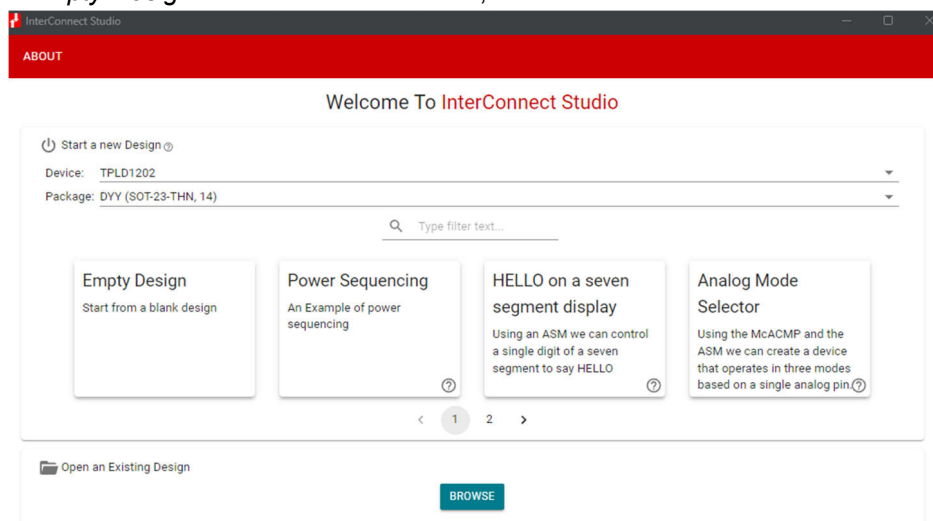 InterConnect Studio
ABOUT
Welcome To InterConnect Studio
Start a new Design
Device: TPLD1202
Package: DYY (SOT-23-THN, 14)
Type filter text...
Empty Design
Start from a blank design
Power Sequencing
An Example of power
sequencing
HELLO on a seven
segment display
Using an ASM we can control
a single digit of a seven
segment to say HELLO
Analog Mode
Selector
Using the McACMP and the
ASM we can create a device
that operates in three modes
based on a single analog pin.
< 1 2 >
Open an Existing Design
BROWSE